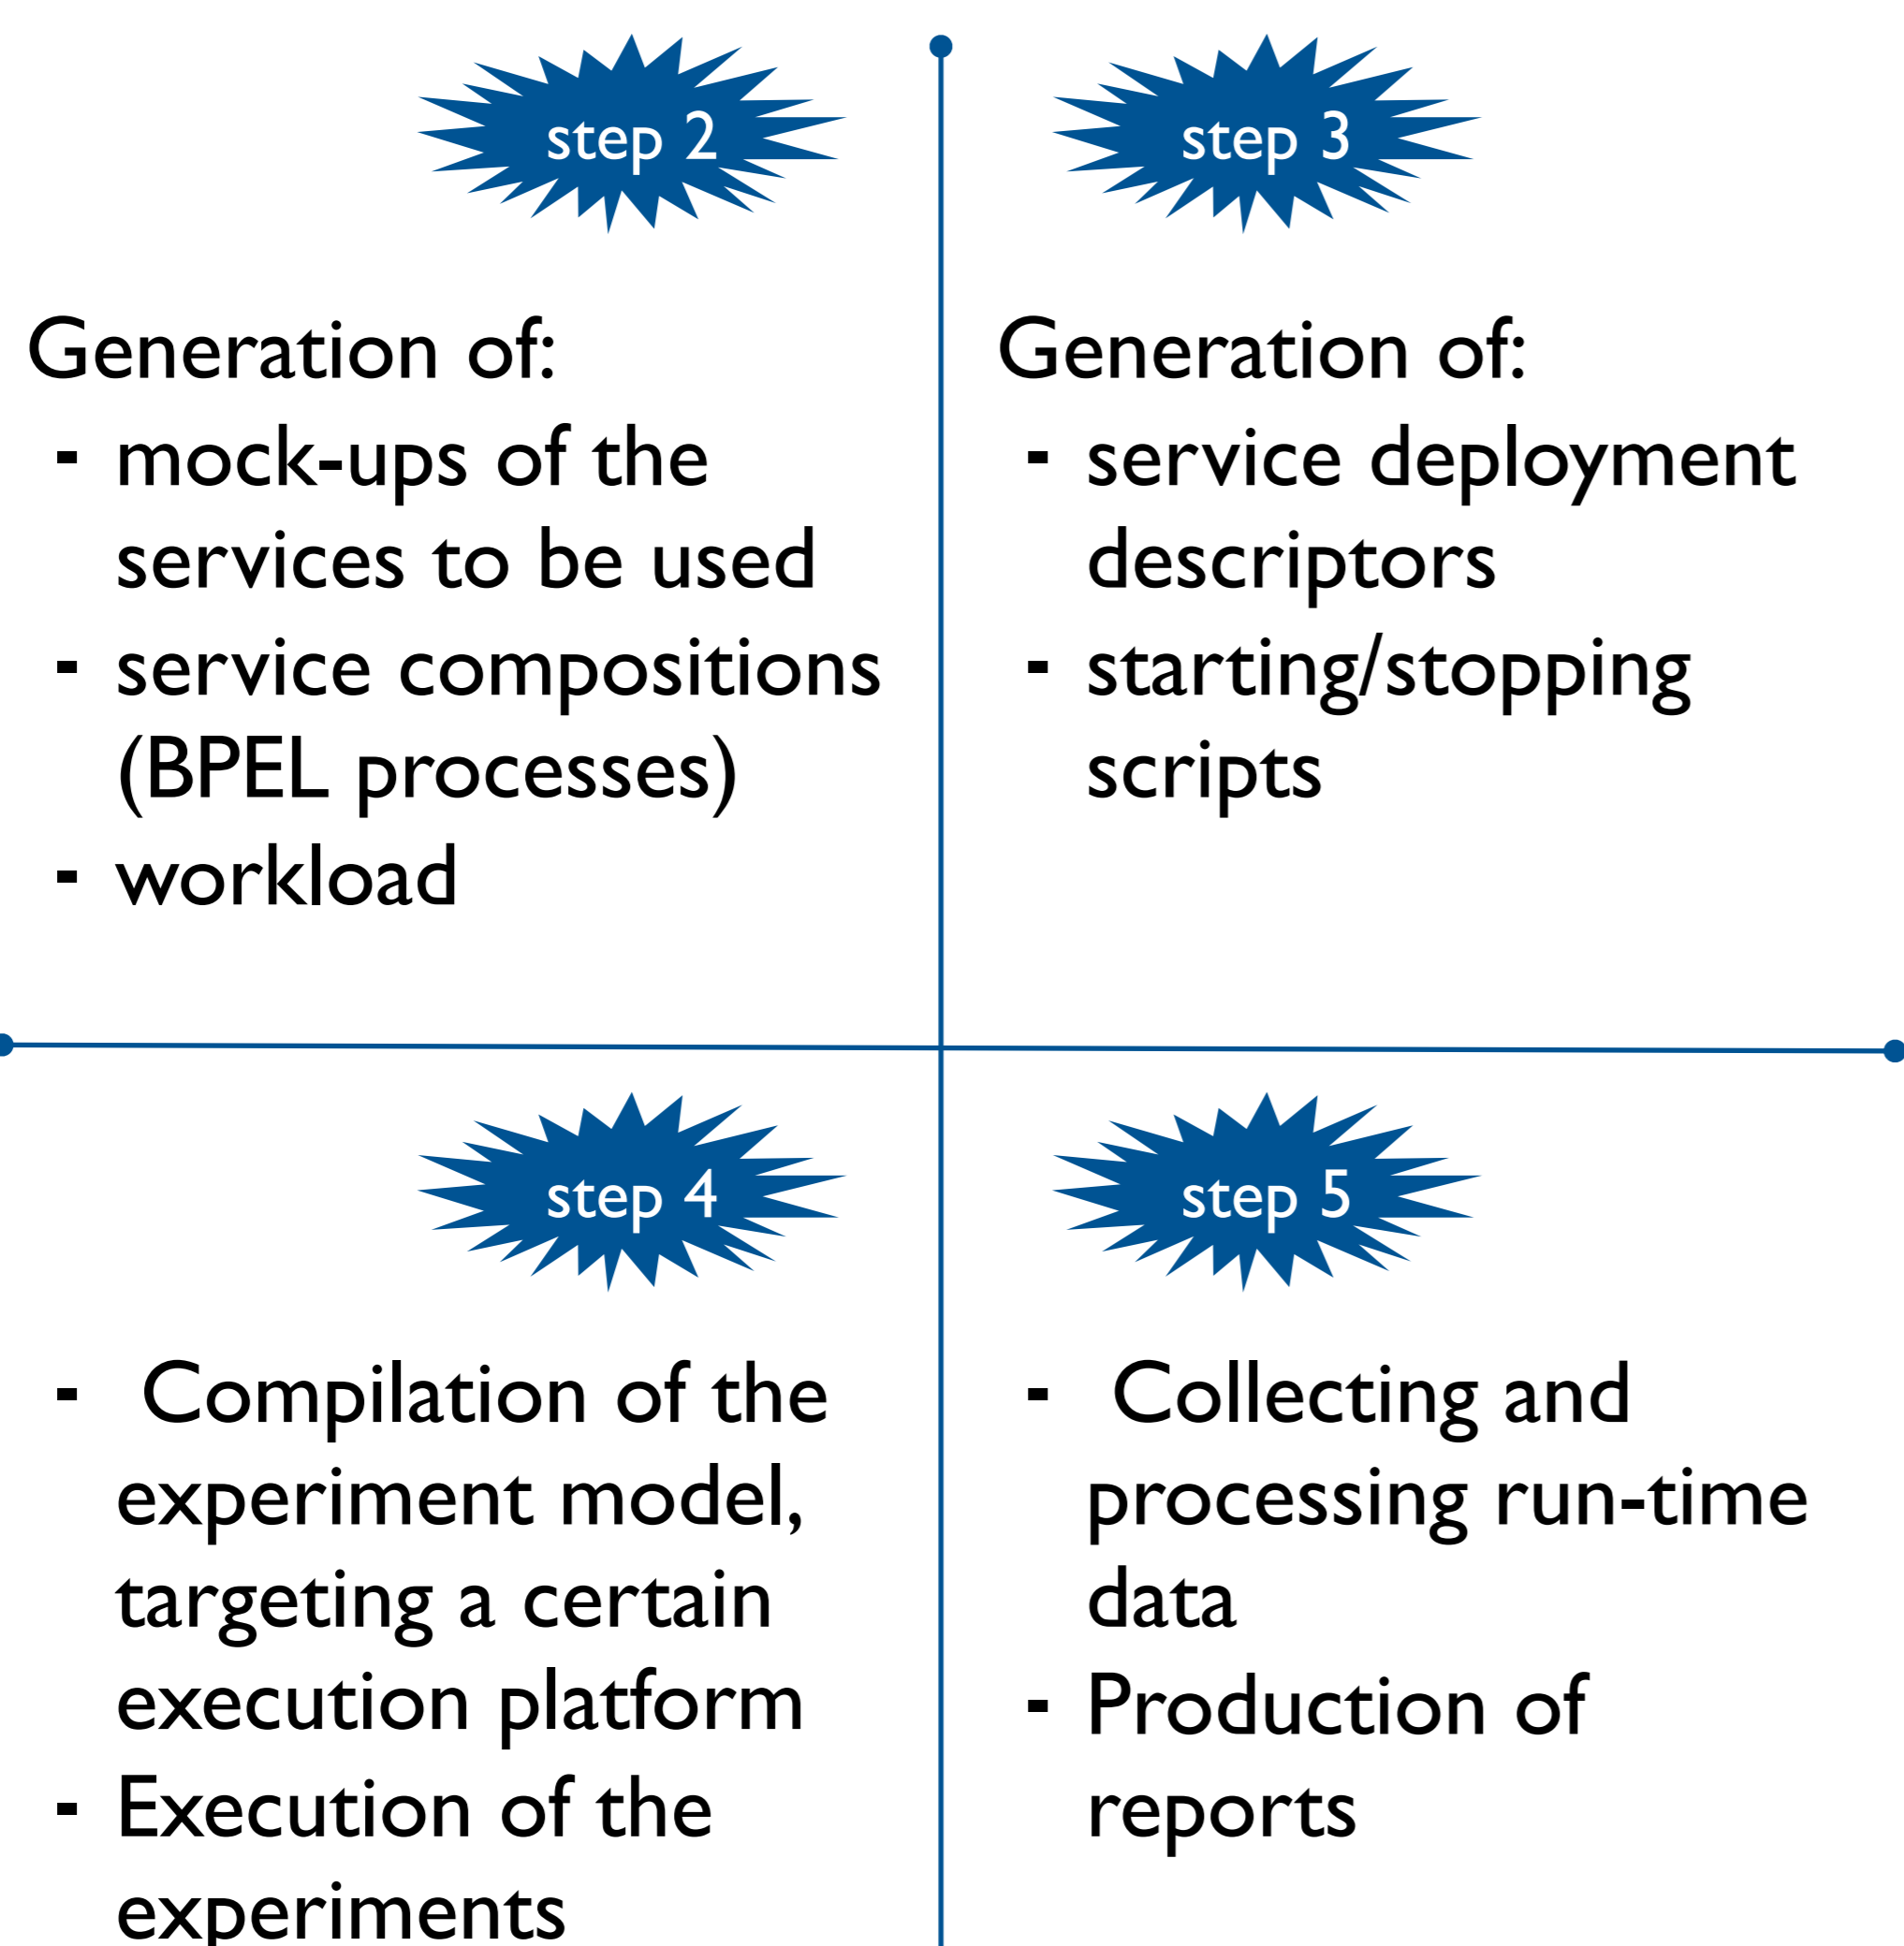 step 2
Generation of:
- mock-ups of the
services to be used
- service compositions
(BPEL processes)
- workload
step 3
Generation of:
- service deployment
descriptors
- starting/stopping
scripts
step 4
- Compilation of the
experiment model,
targeting a certain
execution platform
- Execution of the
experiments
step 5
- Collecting and
processing run-time
data
- Production of
reports